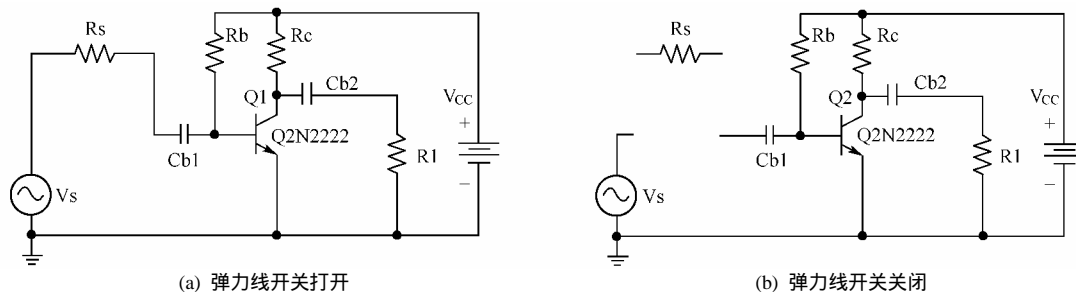 Rs
Rb
Rc
Cb2
Q1
VCC
+
Q2N2222
Cb1
R1
−
Vs
(a) 弹力线开关打开
Rs
Rb
Rc
Cb2
Q2
VCC
+
Q2N2222
Cb1
R1
−
Vs
(b) 弹力线开关关闭